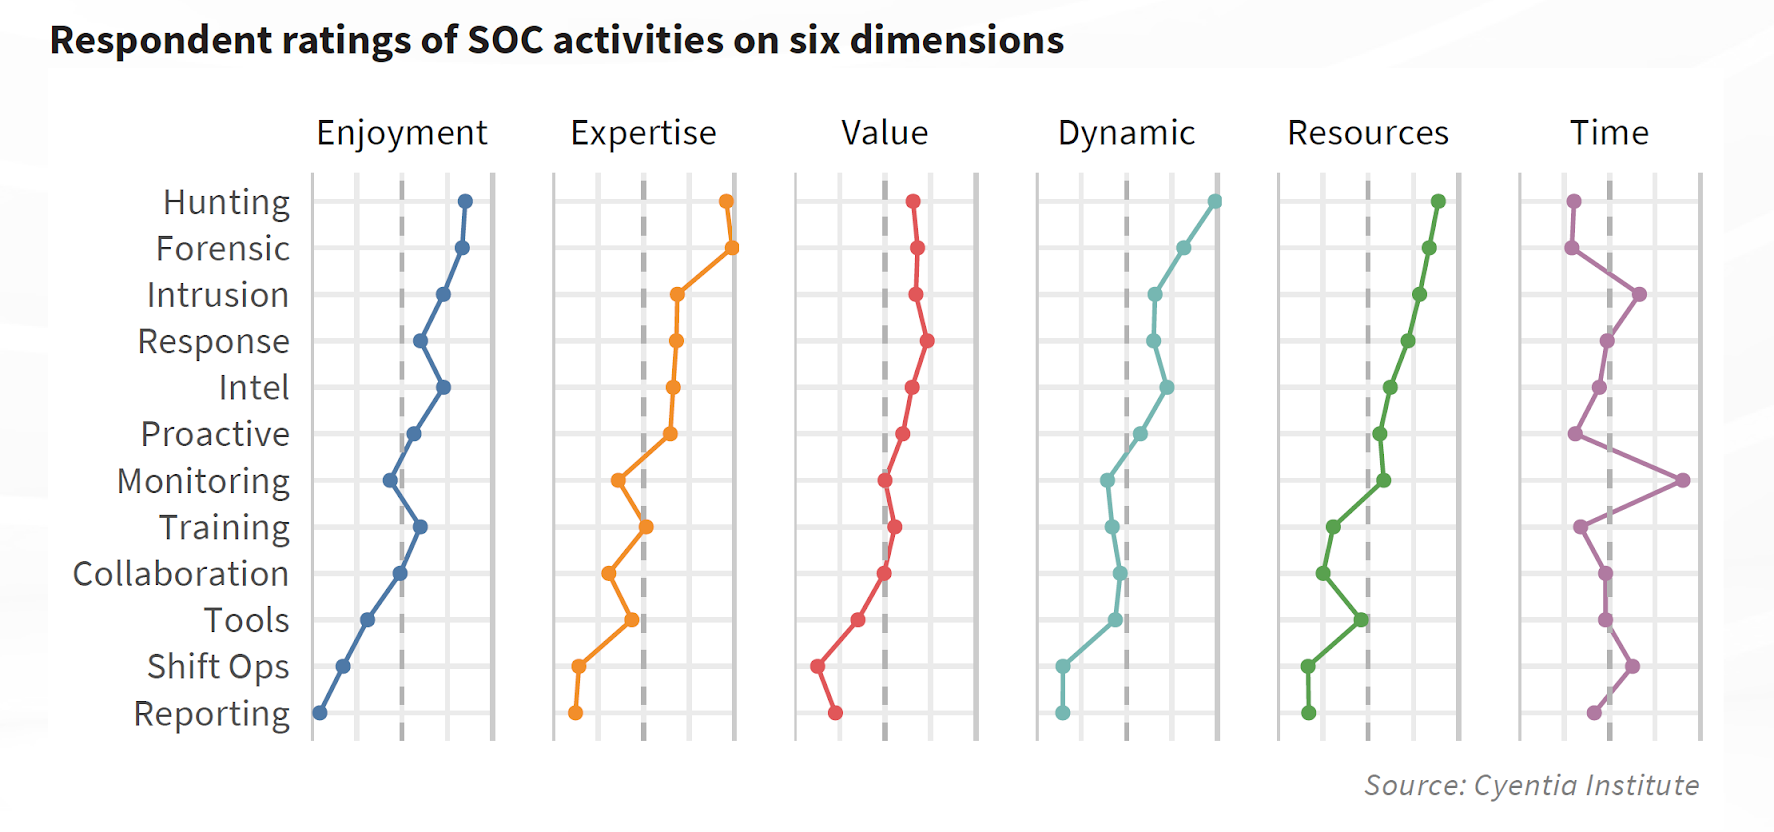 Respondent ratings of SOC activities on six dimensions
Enjoyment Expertise Value Dynamic Resources Time
Hunting
Forensic
Intrusion
Response
Intel
Proactive
Monitoring
Training
Collaboration
Tools
Shift Ops
Reporting
Source: Cyentia Institute